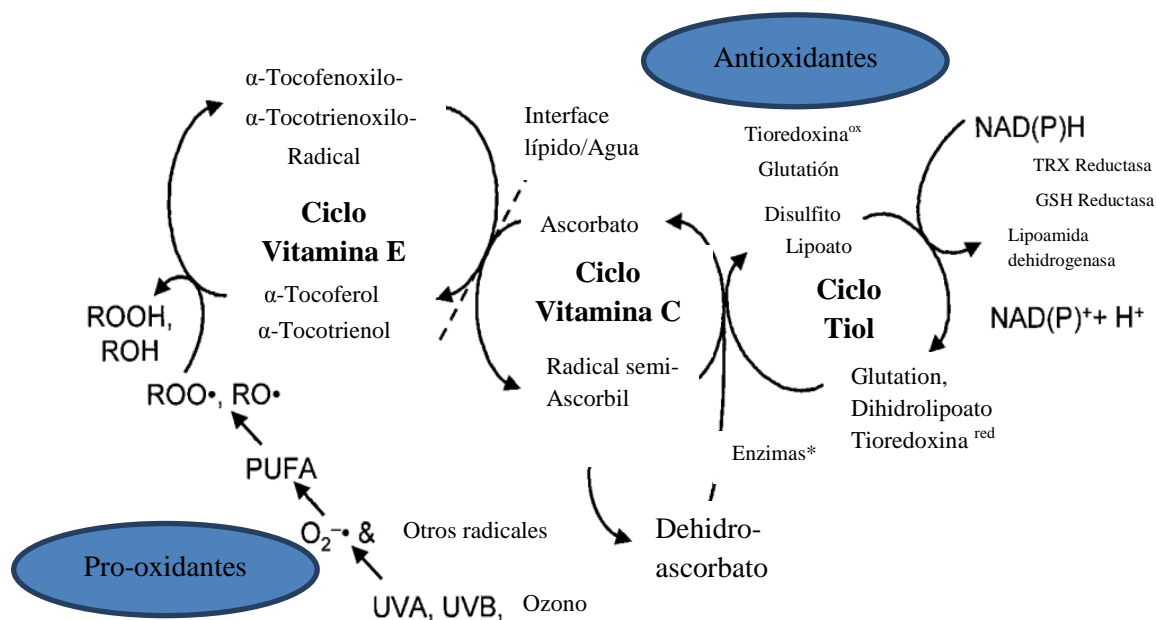 Antioxidantes
α-Tocofenoxilo-
α-Tocotrienoxilo-
Radical
Interface
lípido/Agua
Tioredoxina ox
Glutatión
NAD(P)H
TRX Reductasa
GSH Reductasa
Ciclo
Vitamina E
Ascorbato
Disulfito
Lipoato
Lipoamida
dehidrogenasa
Ciclo
Vitamina C
Ciclo
Tiol
α-Tocoferol
α-Tocotrienol
ROOH,
ROH
NAD(P)⁺+ H⁺
Radical semi-
Ascorbil
Glutation,
Dihidrolipoato
Tioredoxina red
ROO•, RO•
Enzimas*
PUFA
O₂⁻• &
Otros radicales
Dehidro-
ascorbato
Pro-oxidantes
UVA, UVB,
Ozono